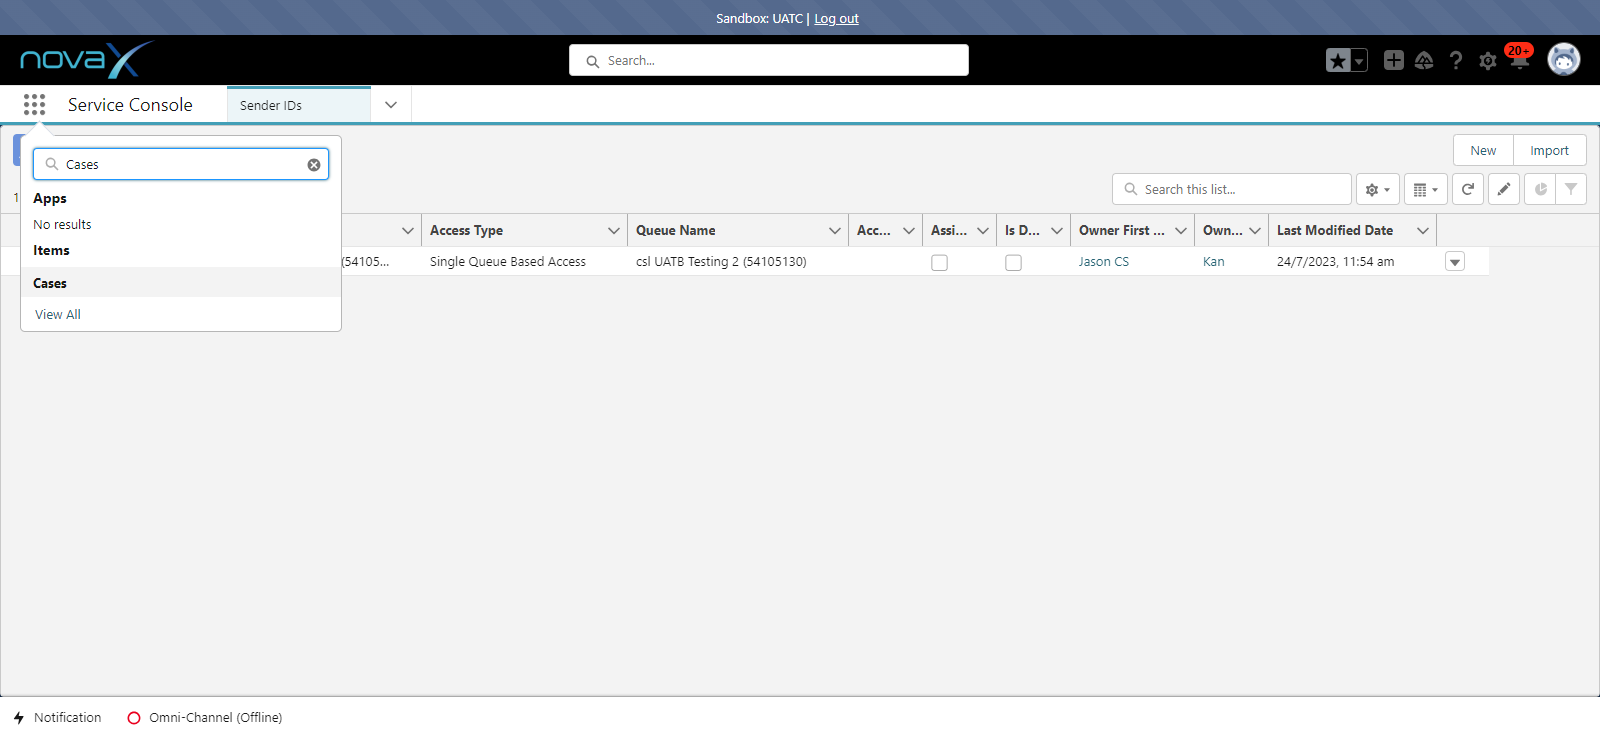 Sandbox: UATC | Log out
novaX
Search...
20+
Service Console
Sender IDs
Cases
New
Import
Apps
1
Search this list...
No results
Items
Access Type
Queue Name
Acc...
Assi...
Is D...
Owner First ...
Own...
Last Modified Date
(54105...
Single Queue Based Access
csl UATB Testing 2 (54105130)
Jason CS
Kan
24/7/2023, 11:54 am
Cases
View All
Notification
Omni-Channel (Offline)